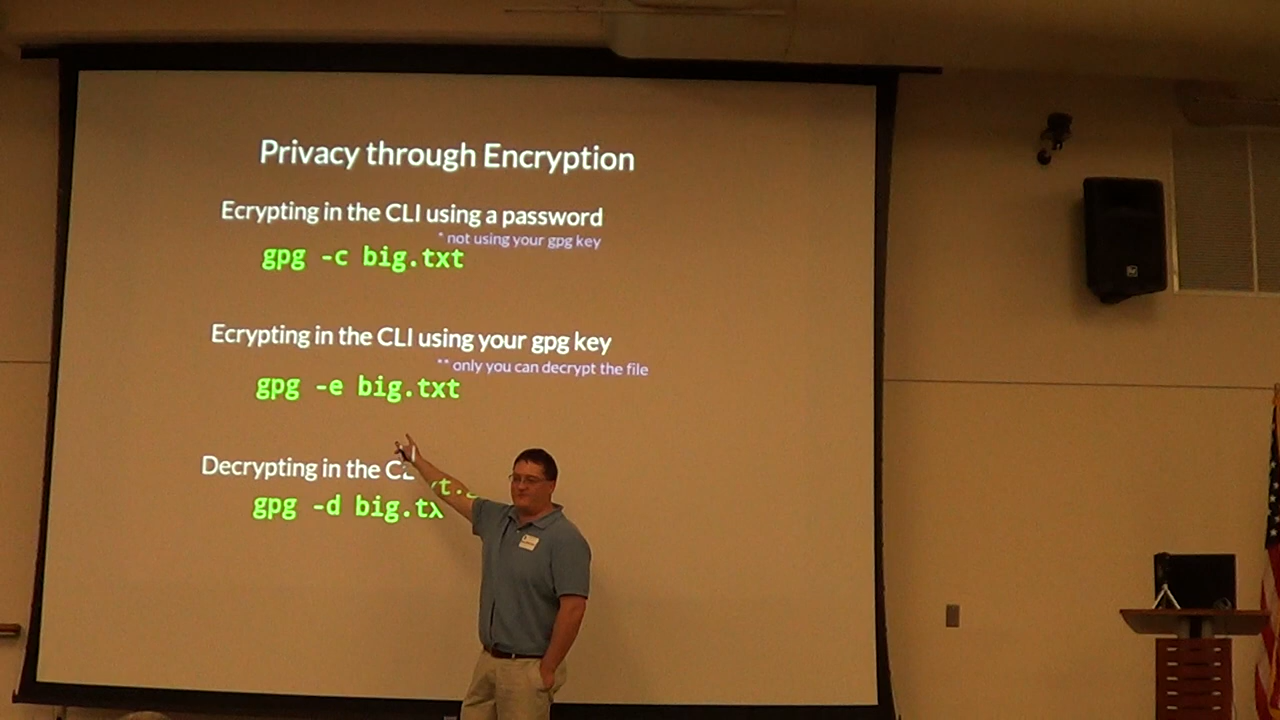 Privacy through Encryption
Ecrypting in the CLI using a password
* not using your gpg key
gpg -c big.txt
Ecrypting in the CLI using your gpg key
** only you can decrypt the file
gpg -e big.txt
Decrypting in the
gpg -d